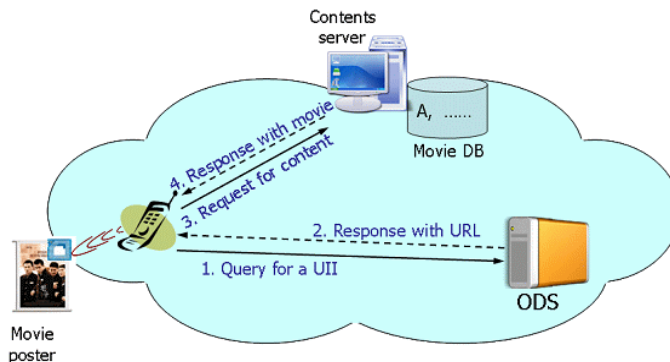 Contents
server
A, ......
Movie DB
4. Response with movie
3. Request for content
2. Response with URL
1. Query for a UII
ODS
Movie
poster